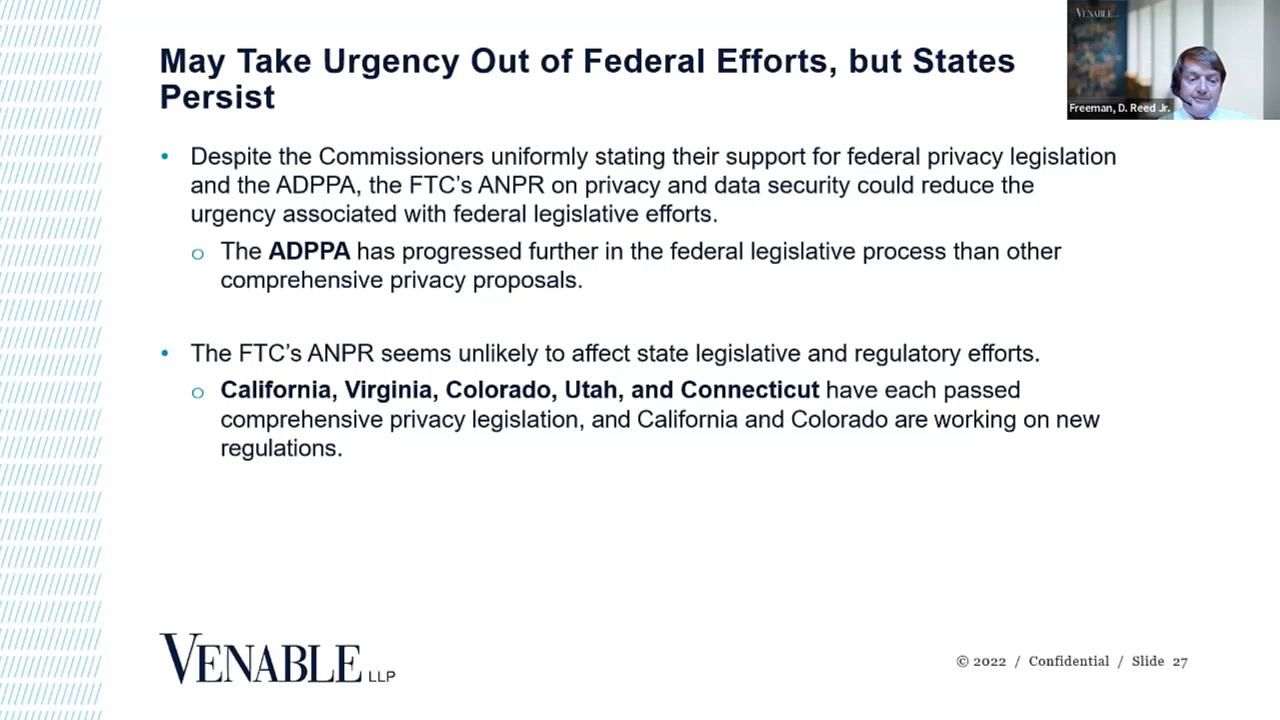 May Take Urgency Out of Federal Efforts, but States
Persist
VENABLE
Freeman, D. Reed Jr.
• Despite the Commissioners uniformly stating their support for federal privacy legislation
and the ADPPA, the FTC's ANPR on privacy and data security could reduce the
urgency associated with federal legislative efforts.
o The ADPPA has progressed further in the federal legislative process than other
comprehensive privacy proposals.
• The FTC's ANPR seems unlikely to affect state legislative and regulatory efforts.
o California, Virginia, Colorado, Utah, and Connecticut have each passed
comprehensive privacy legislation, and California and Colorado are working on new
regulations.
VENABLE LLP
© 2022 / Confidential / Slide 27